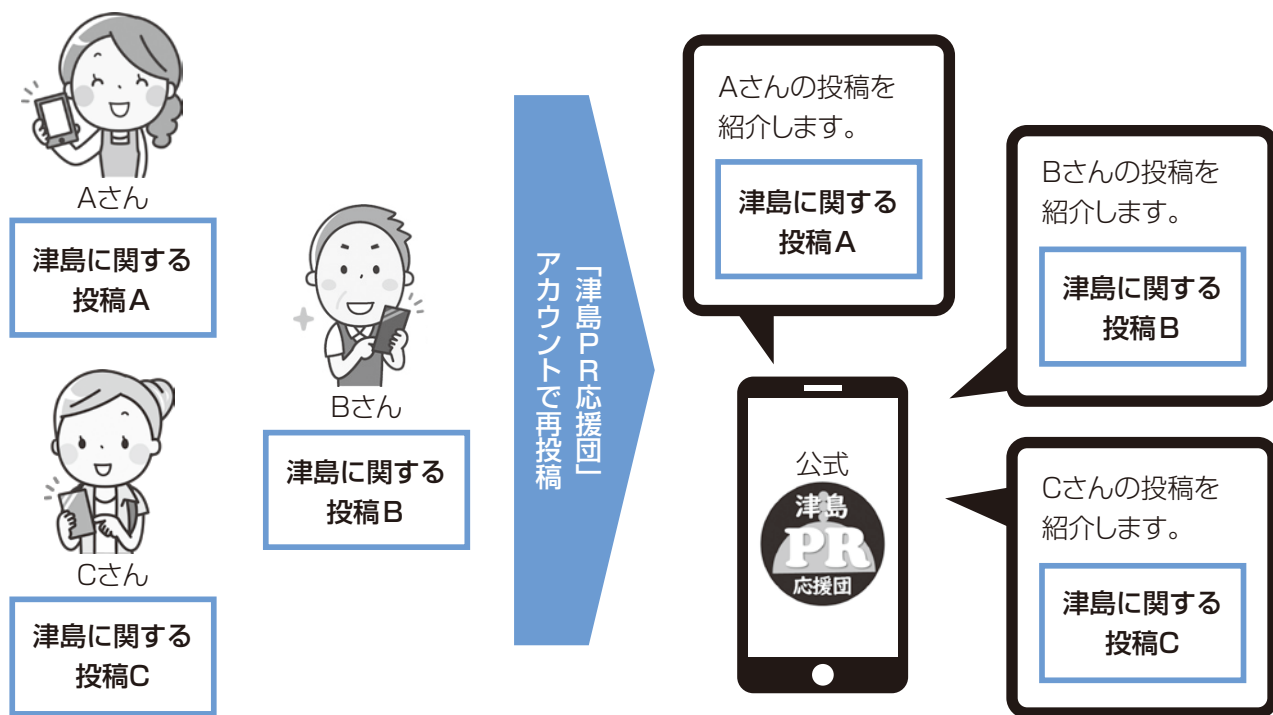 Aさん
津島に関する
投稿A
Bさん
津島に関する
投稿B
Cさん
津島に関する
投稿C
「津島PR応援団」
アカウントで再投稿
Aさんの投稿を
紹介します。
津島に関する
投稿A
Bさんの投稿を
紹介します。
津島に関する
投稿B
Cさんの投稿を
紹介します。
津島に関する
投稿C
公式
津島
PR
応援団